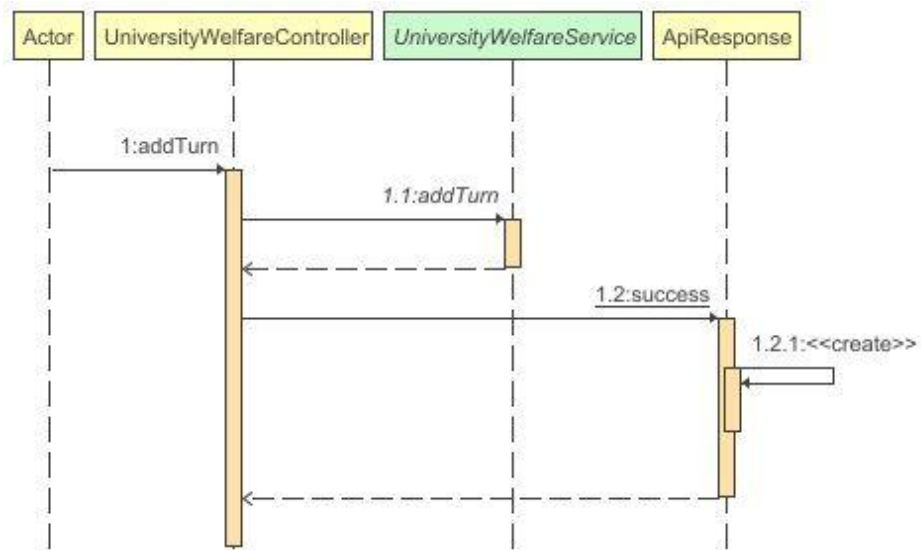 Actor
UniversityWelfareController
UniversityWelfareService
ApiResponse
1:addTurn
1.1:addTurn
1.2:success
1.2.1:<<create>>